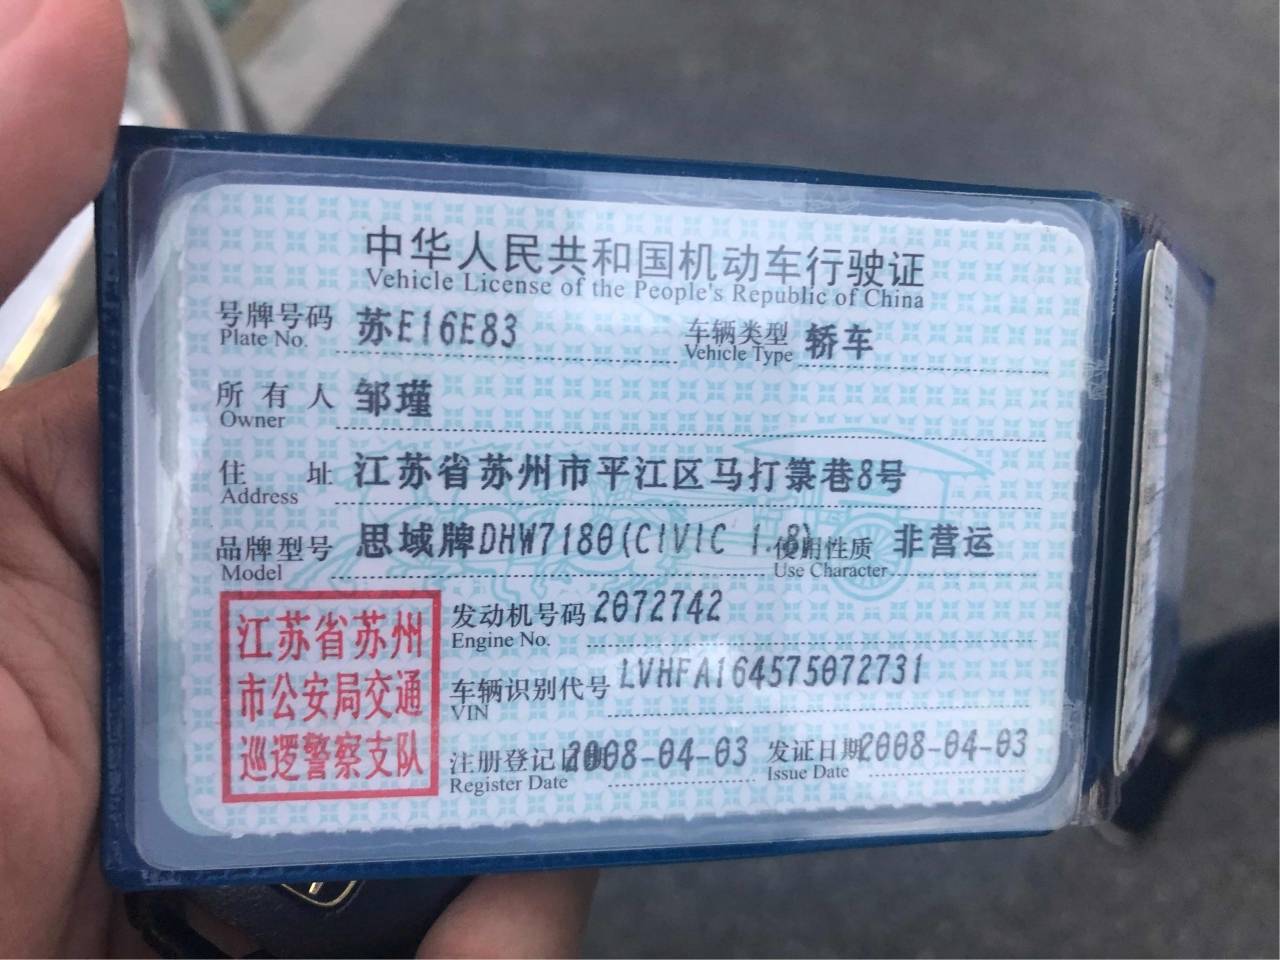 中华人民共和国机动车行驶证
Vehicle License of the People's Republic of China
号牌号码 苏E16E83 车辆类型 轿车
Plate No. Vehicle Type
所有人 邹瑾
Owner
住址 江苏省苏州市平江区马打箓巷8号
Address
品牌型号 思域牌DHW7180(CIVIC 1.8) 使用性质 非营运
Model Use Character
江苏省苏州
市公安局交通
巡逻警察支队
发动机号码 2072742
Engine No.
车辆识别代号 LVHFA164575072731
VIN
注册登记日期 2008-04-03 发证日期 2008-04-03
Register Date Issue Date